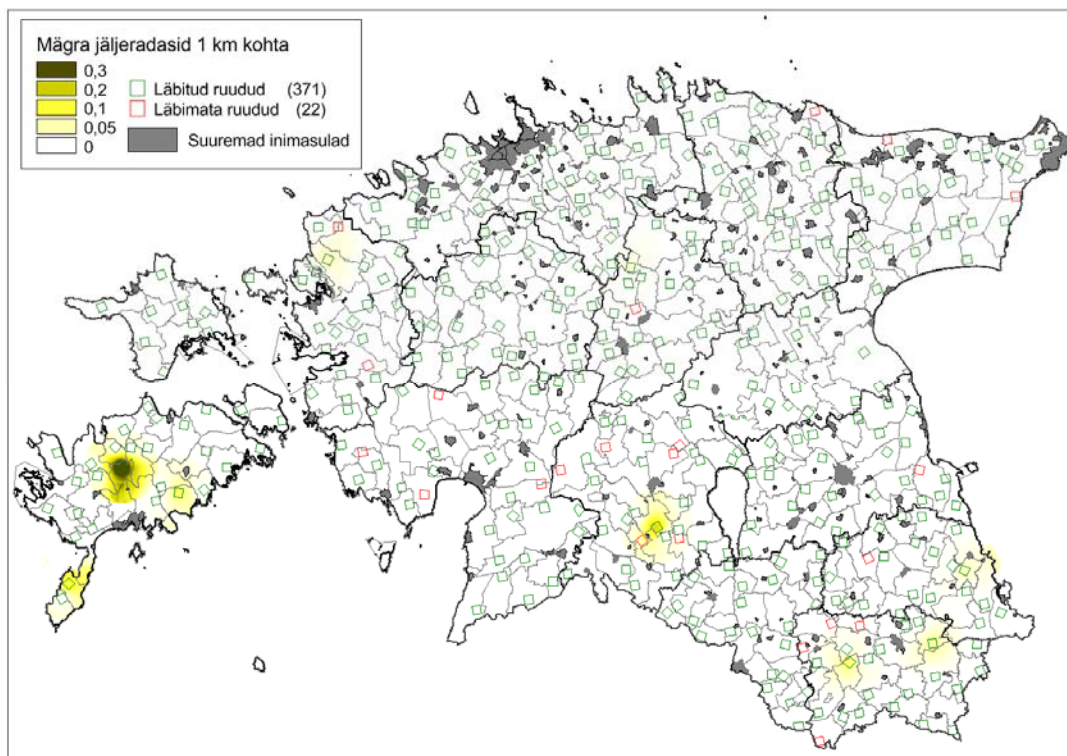 Mägra jäljeradasid 1 km kohta
0,3
0,2
0,1
0,05
0
Läbitud ruudud (371)
Läbimata ruudud (22)
Suuremad inimasulad